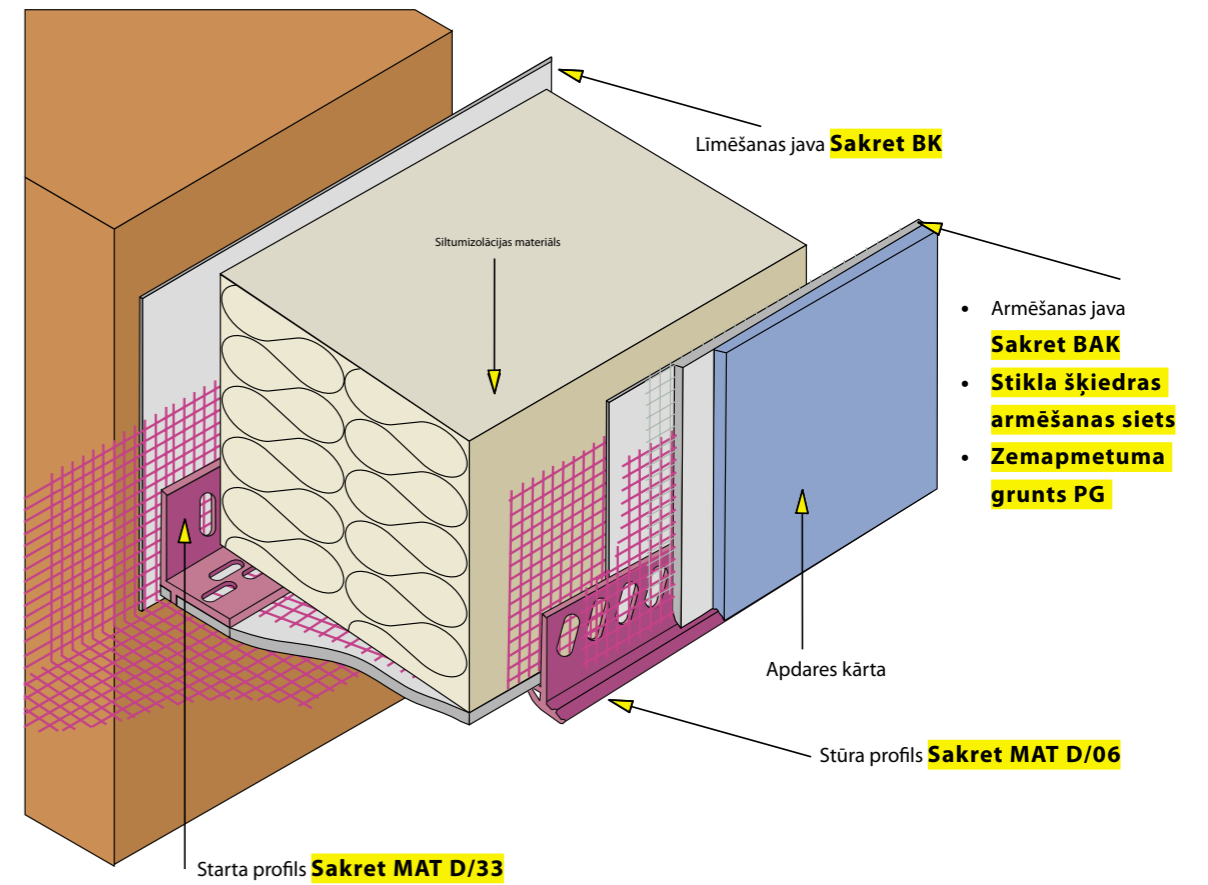 Līmēšanas java Sakret BK
Siltumizolācijas materiāls
• Armēšanas java
Sakret BAK
• Stikla šķiedras
armēšanas siets
• Zemapmetuma
grunts PG
Apdares kārta
Stūra profils Sakret MAT D/06
Starta profils Sakret MAT D/33